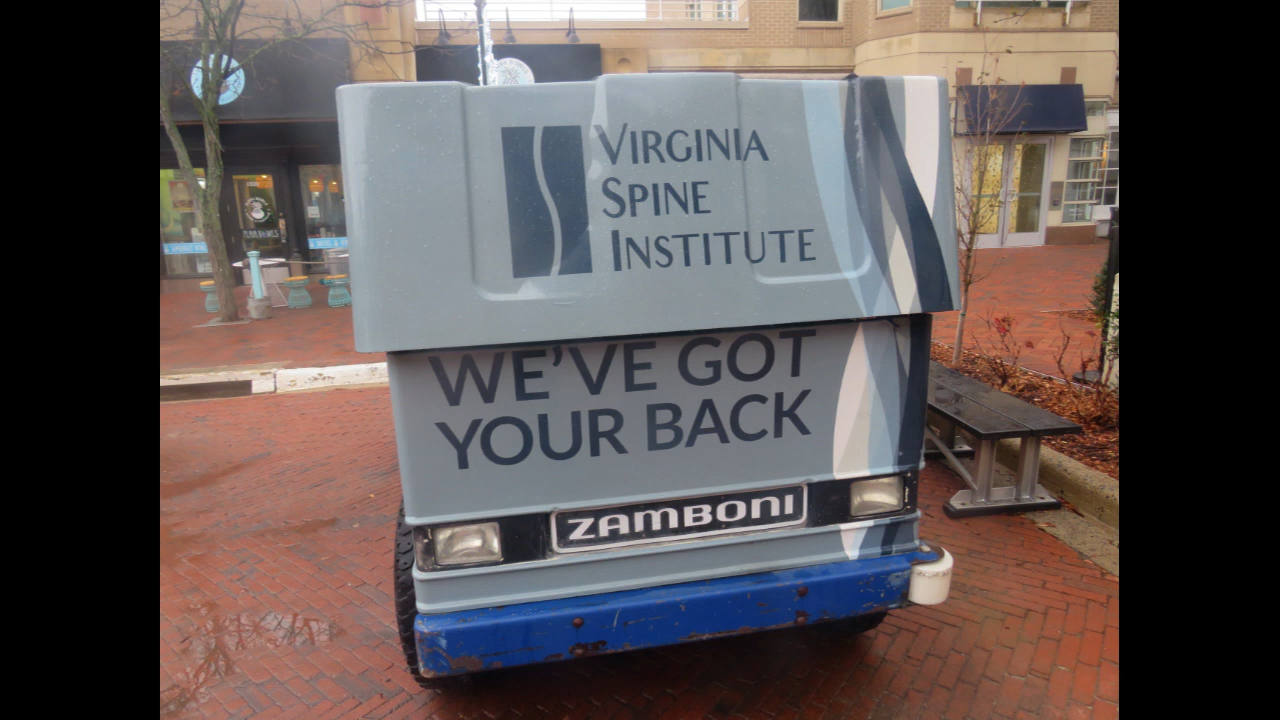 VIRGINIA
SPINE
INSTITUTE
WE'VE GOT
YOUR BACK
ZAMBONI